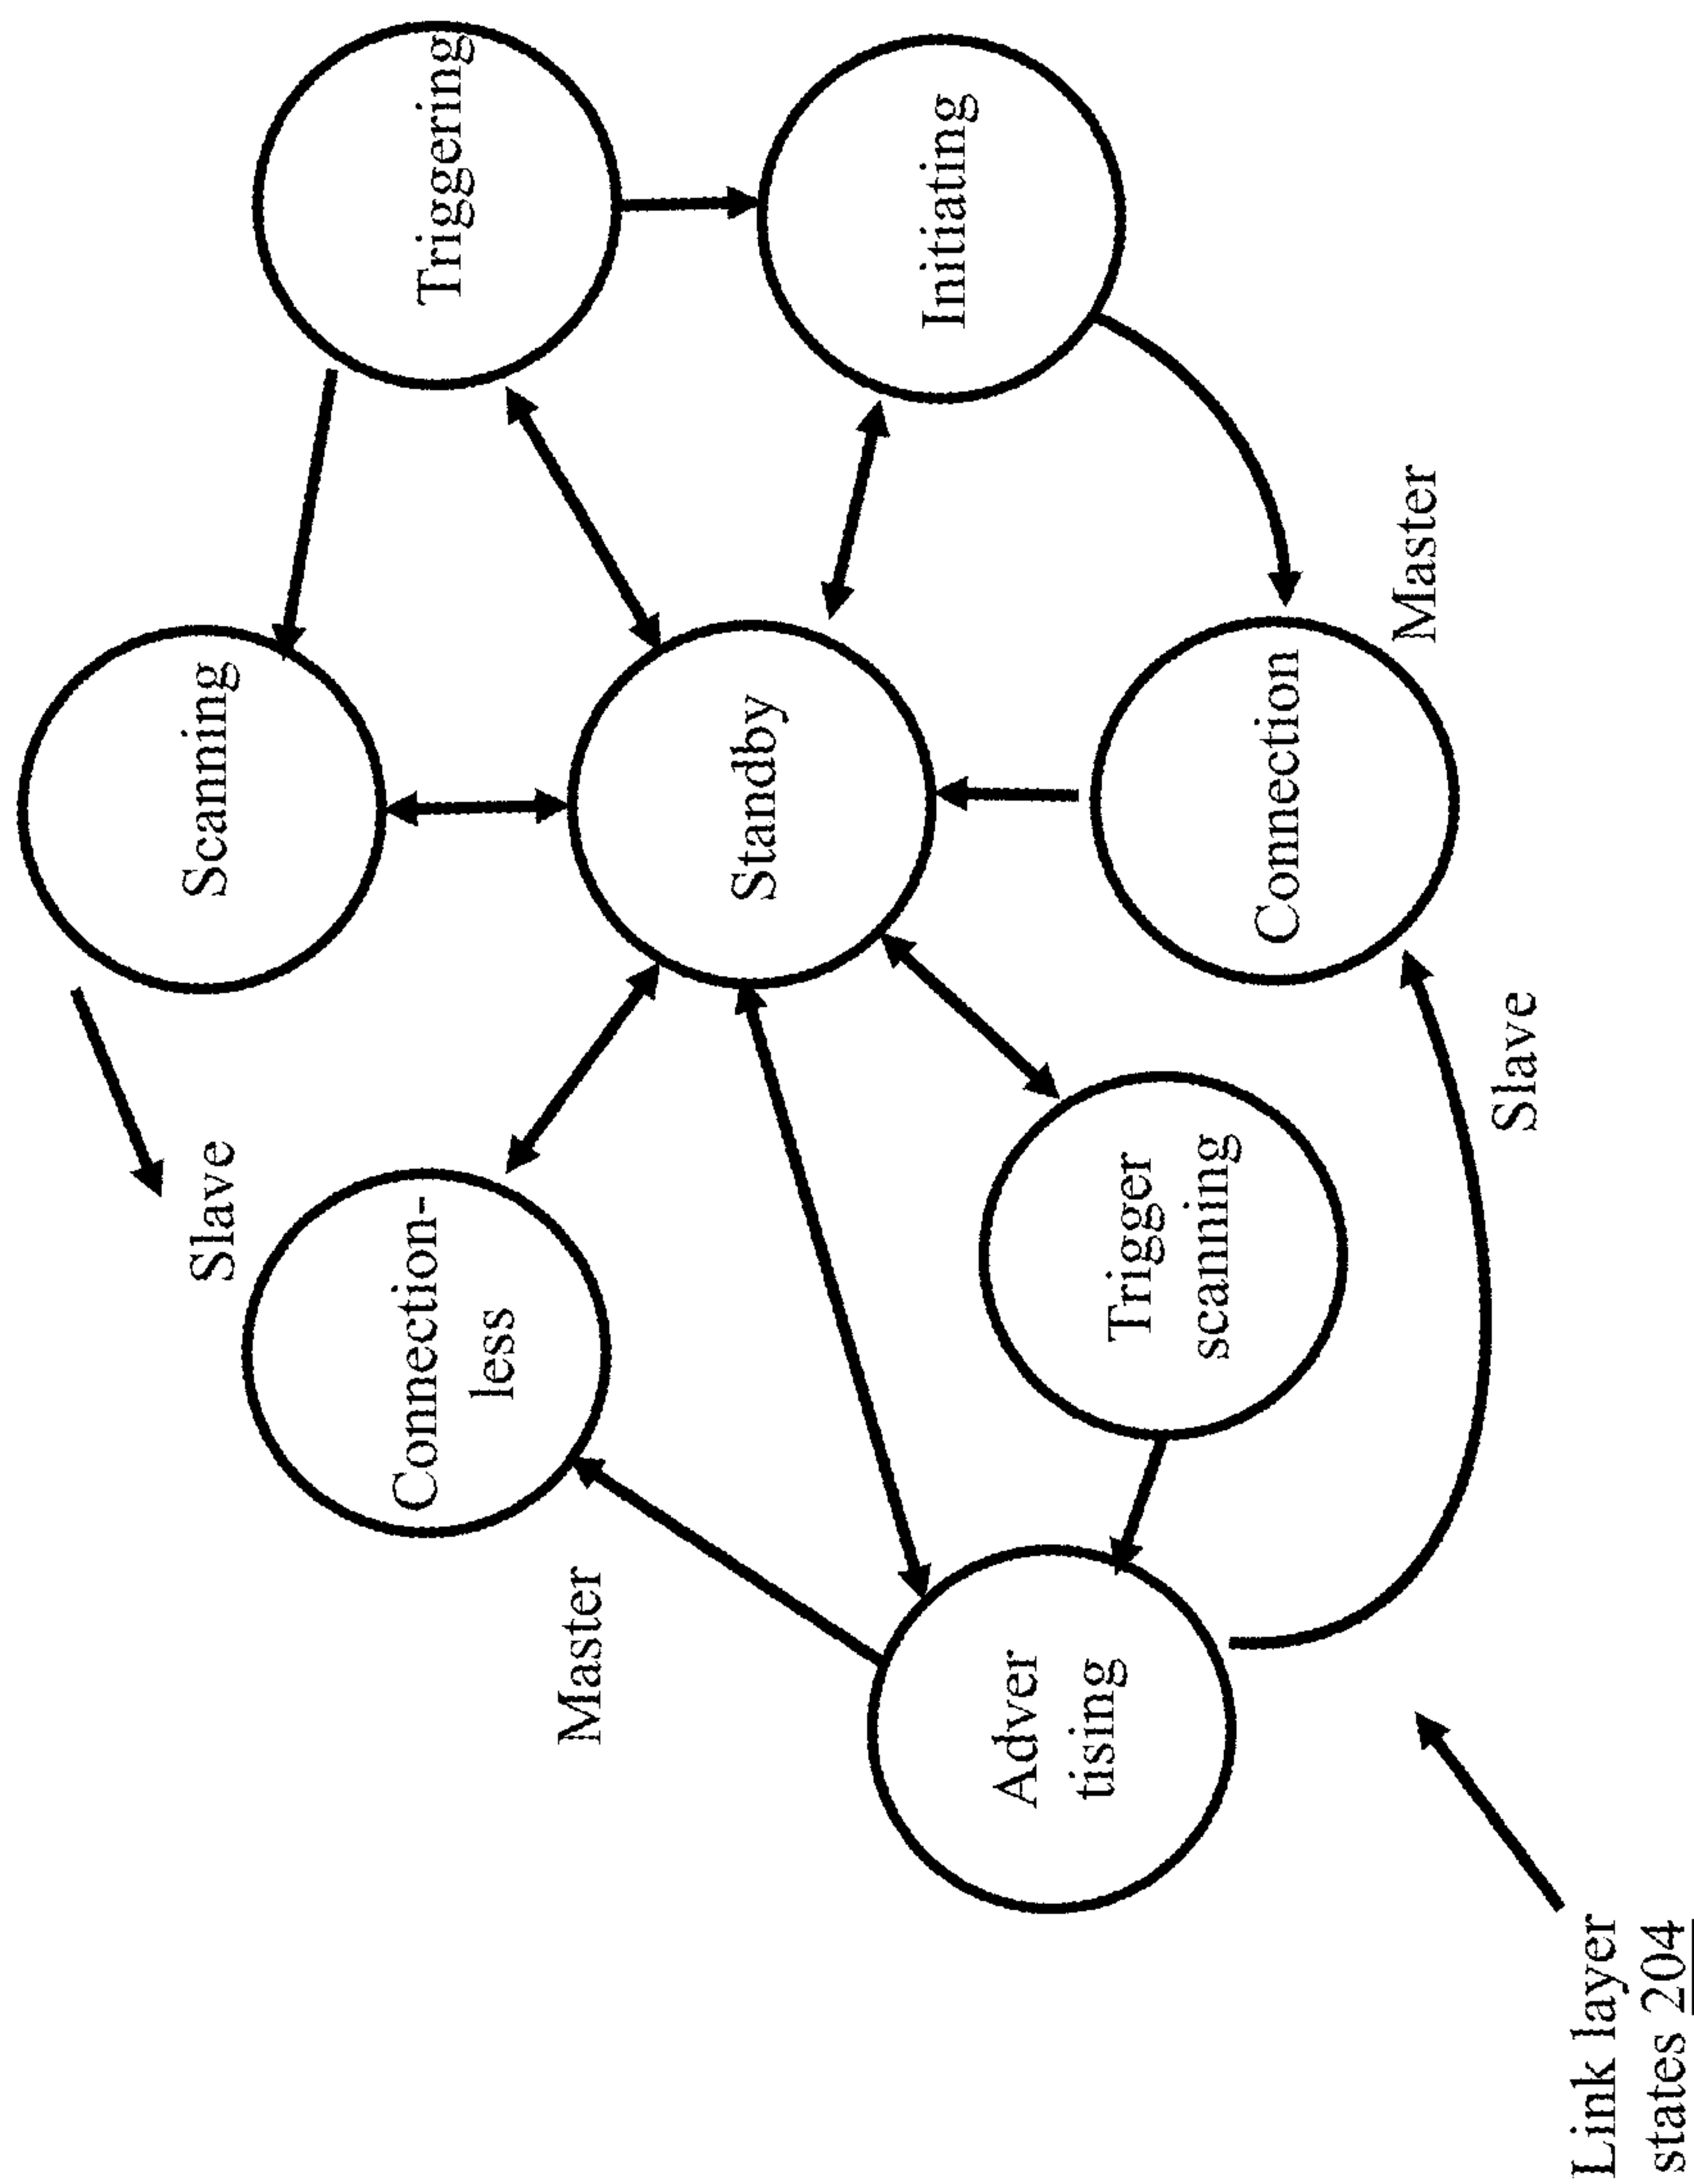 Link layer
states 204
Slave
Scanning
Connection-
less
Triggering
Master
Standby
Adver
tising
Trigger
scanning
Initiating
Connection
Master
Slave